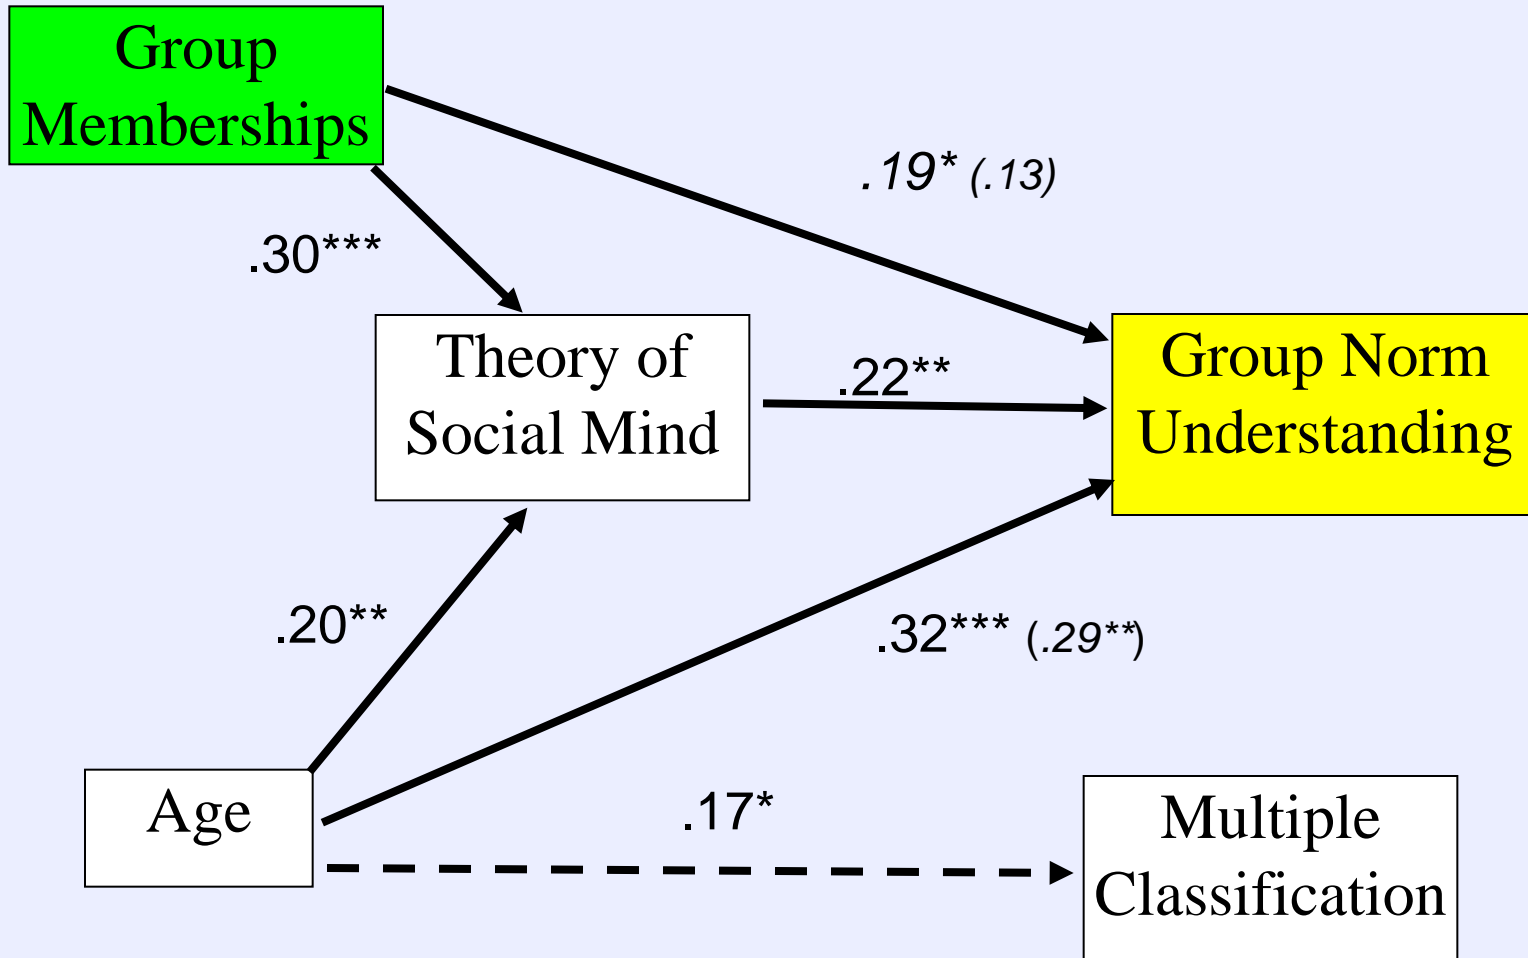 Group
Memberships
.19* (.13)
.30***
Theory of
Social Mind
.22**
Group Norm
Understanding
.20**
.32*** (.29**)
Age
.17*
Multiple
Classification